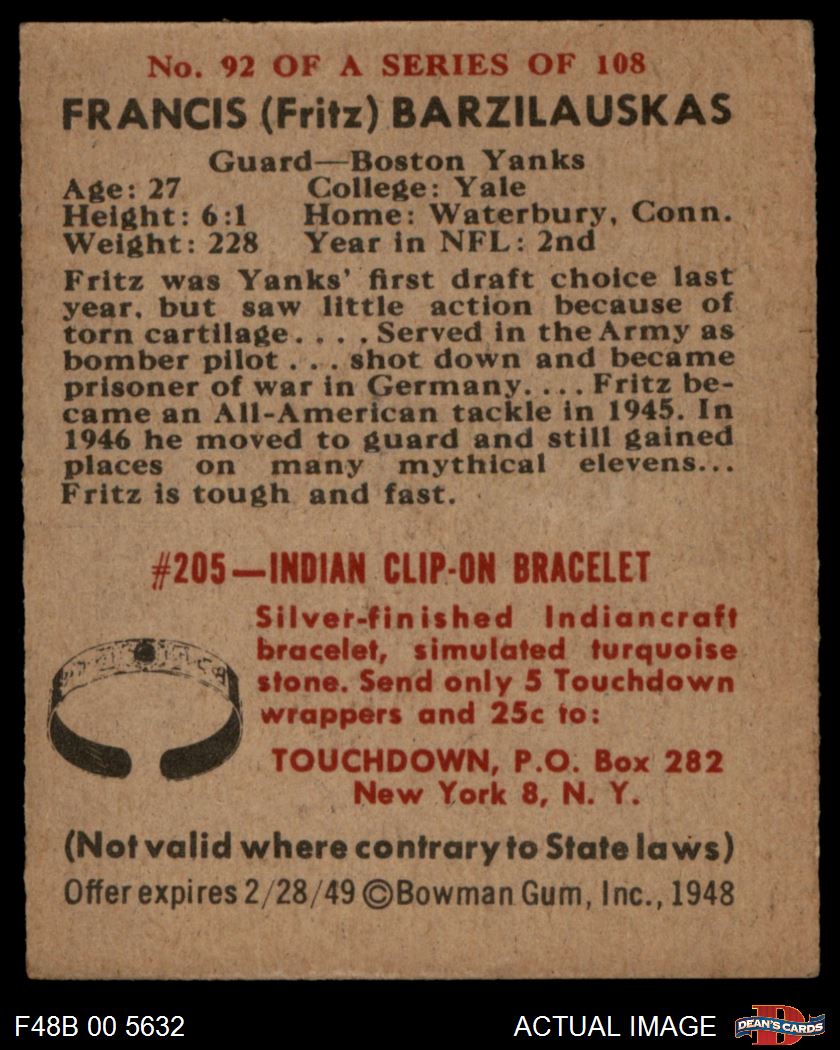 No. 92 OF A SERIES OF 108
FRANCIS (Fritz) BARZILAUSKAS
Guard—Boston Yanks
Age: 27 College: Yale
Height: 6:1 Home: Waterbury, Conn.
Weight: 228 Year in NFL: 2nd
Fritz was Yanks' first draft choice last
year, but saw little action because of
torn cartilage.... Served in the Army as
bomber pilot ... shot down and became
prisoner of war in Germany.... Fritz be-
came an All-American tackle in 1945. In
1946 he moved to guard and still gained
places on many mythical elevens...
Fritz is tough and fast.
#205—INDIAN CLIP-ON BRACELET
Silver-finished Indiancraft
bracelet, simulated turquoise
stone. Send only 5 Touchdown
wrappers and 25c to:
TOUCHDOWN, P.O. Box 282
New York 8, N. Y.
(Not valid where contrary to State laws)
Offer expires 2/28/49 ©Bowman Gum, Inc., 1948
F48B 00 5632 ACTUAL IMAGE DEAN'S CARDS